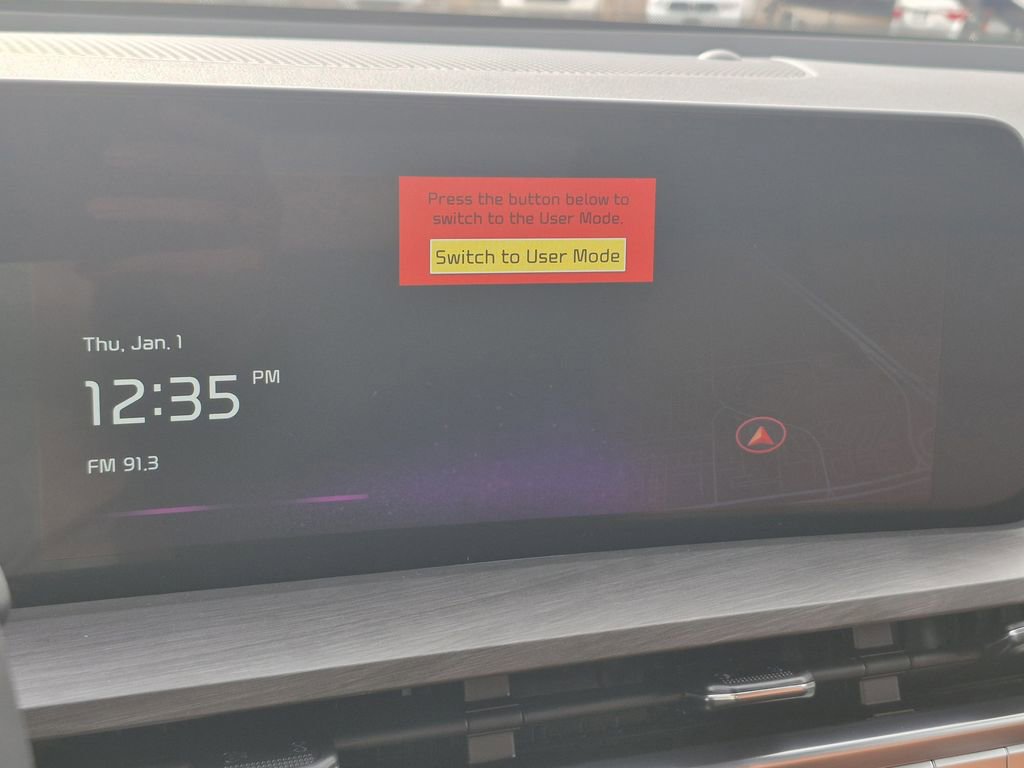 Press the button below to
switch to the User Mode.
Switch to User Mode
Thu, Jan. 1
12:35 PM
FM 91.3